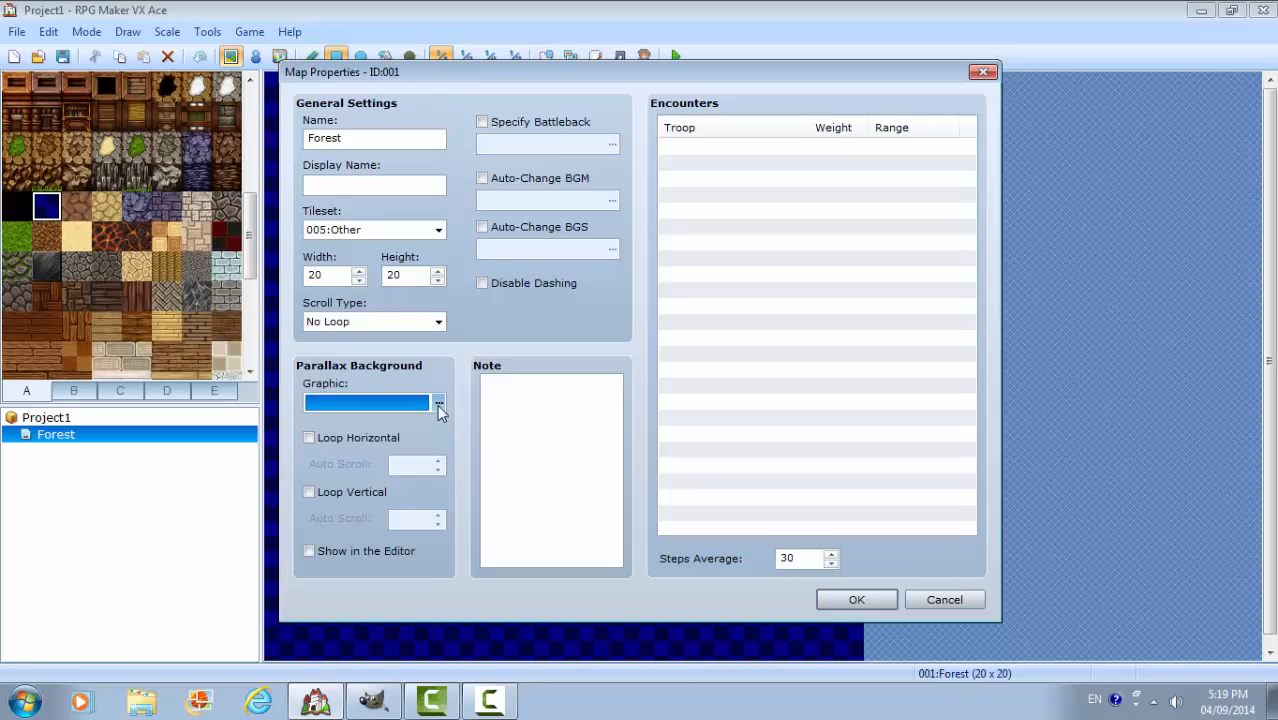 Project1 - RPG Maker VX Ace
File Edit Mode Draw Scale Tools Game Help
Map Properties - ID:001
General Settings
Name:
Forest
Display Name:
Tileset:
005:Other
Width: Height:
20 20
Scroll Type:
No Loop
Specify Battleback
...
Auto-Change BGM
...
Auto-Change BGS
...
Disable Dashing
Parallax Background
Graphic:
...
Loop Horizontal
Auto Scroll:
Loop Vertical
Auto Scroll:
Show in the Editor
Note
Encounters
Troop Weight Range
Steps Average: 30
OK Cancel
A B C D E
Project1
Forest
001:Forest (20 x 20)
EN
5:19 PM
04/09/2014